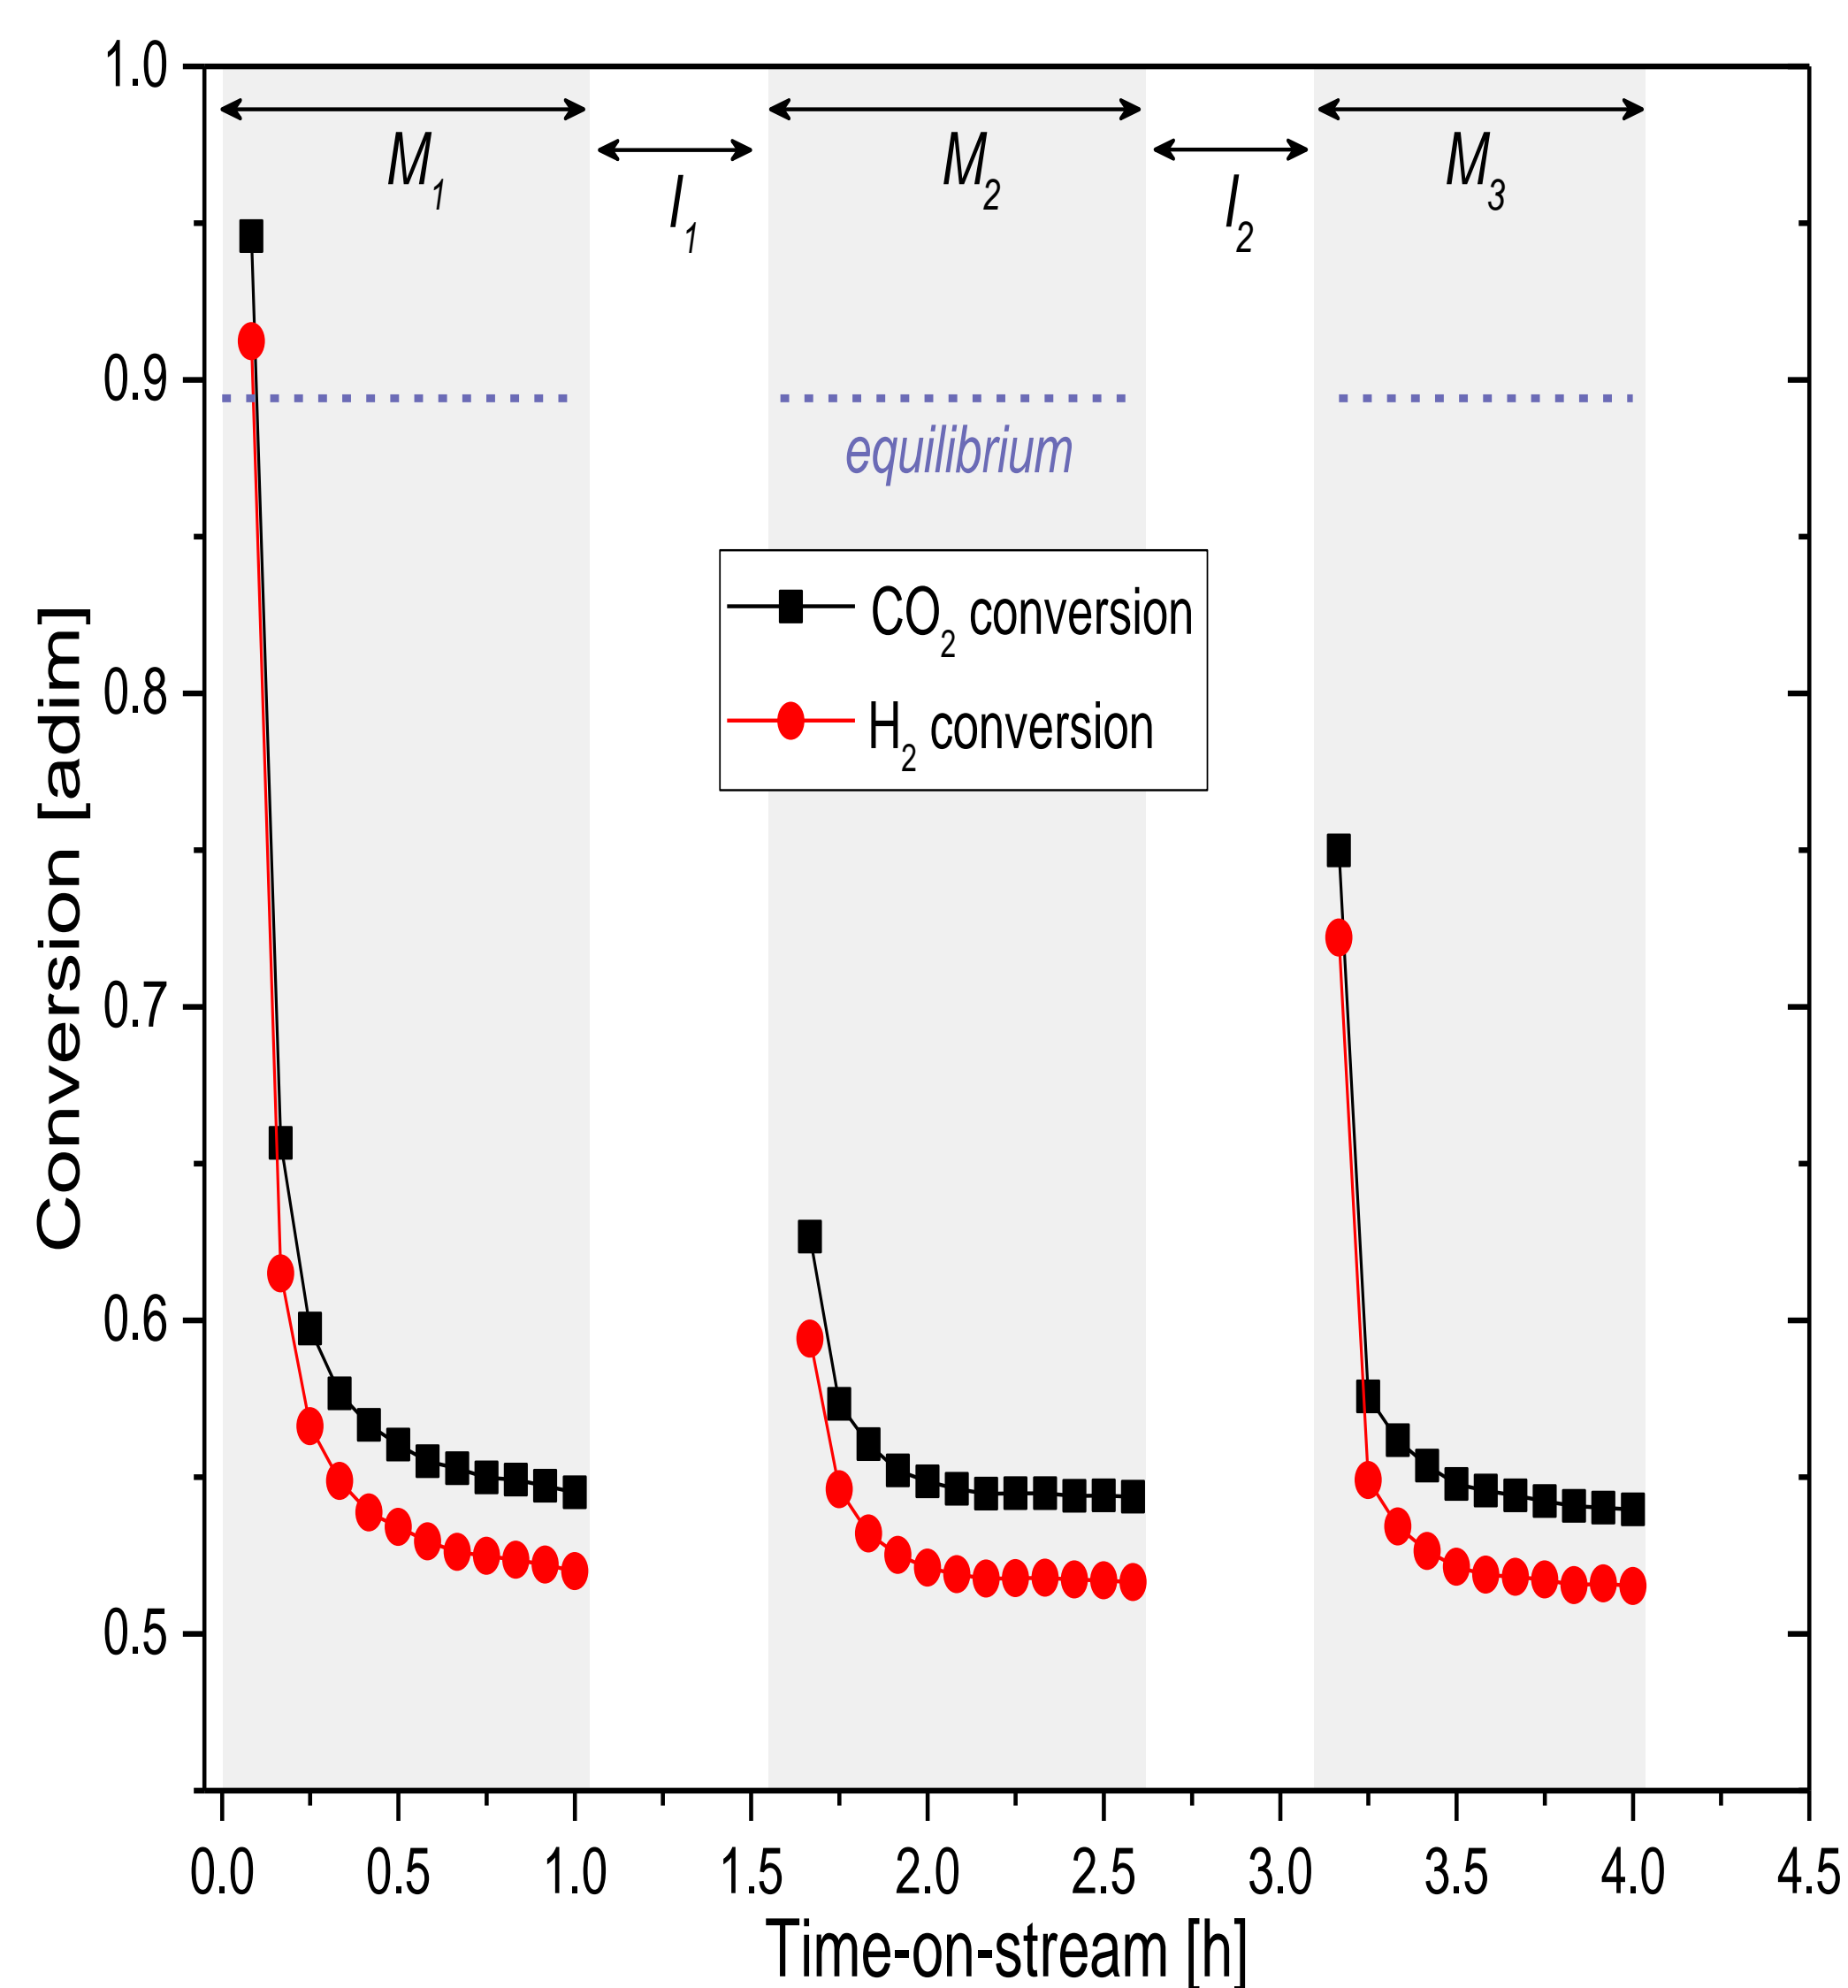 1.0
0.9
0.8
0.7
0.6
0.5
Conversion [adim]
M1
I1
M2
I2
M3
equilibrium
CO2 conversion
H2 conversion
0.0 0.5 1.0 1.5 2.0 2.5 3.0 3.5 4.0 4.5
Time-on-stream [h]